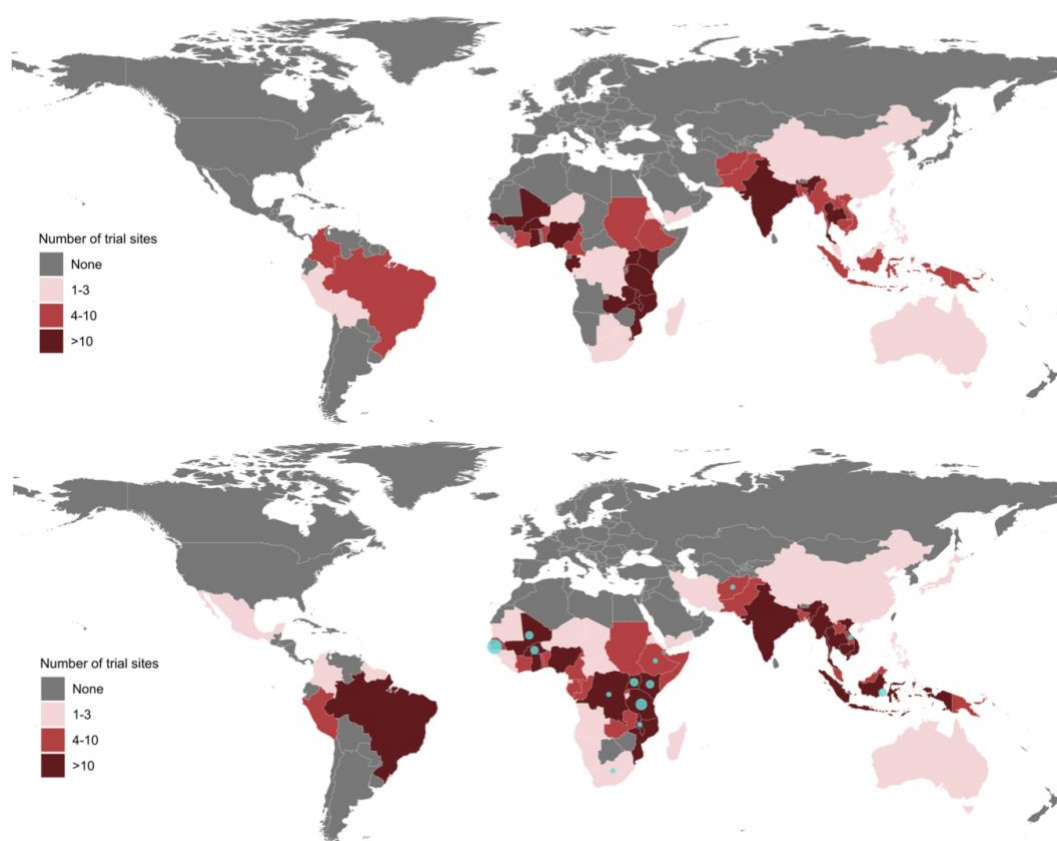 Number of trial sites
None
1-3
4-10
>10
Number of trial sites
None
1-3
4-10
>10